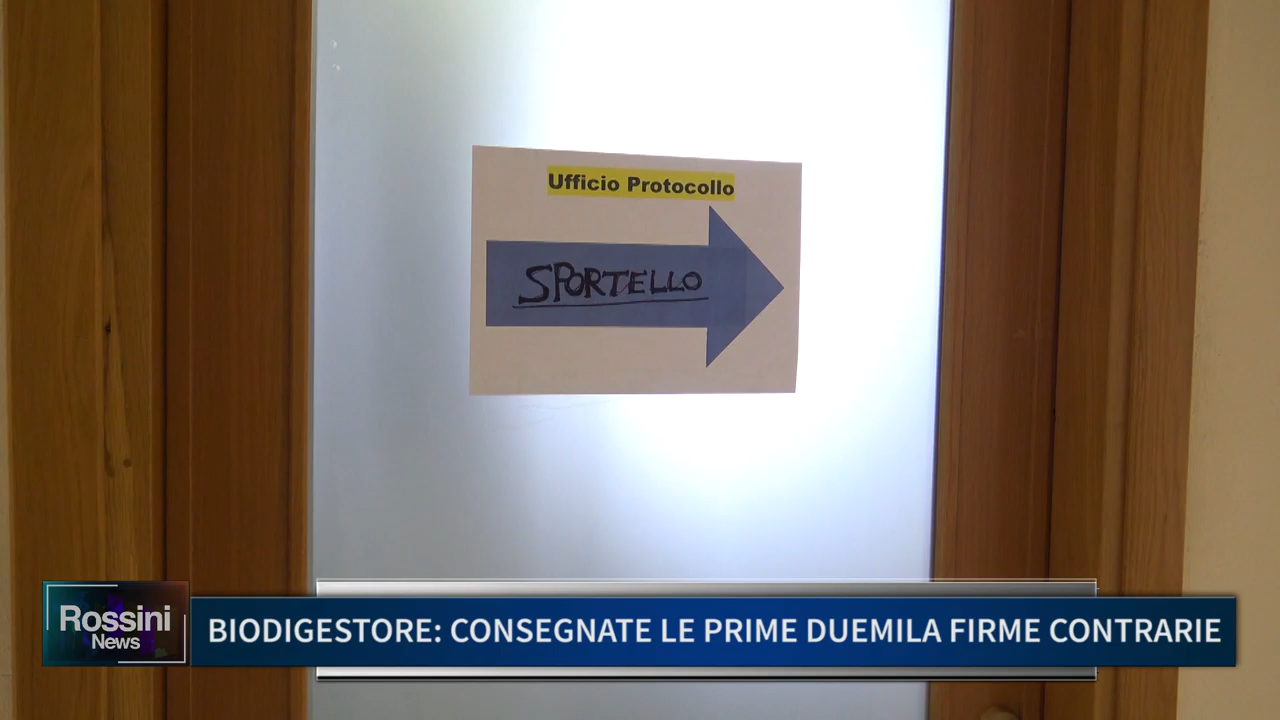 Ufficio Protocollo
SPORTELLO
Rossini
News
BIODIGESTORE: CONSEGNATE LE PRIME DUEMILA FIRME CONTRARIE